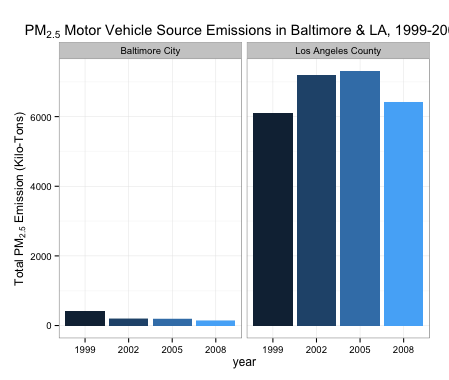 PM2.5 Motor Vehicle Source Emissions in Baltimore & LA, 1999-200
Baltimore City Los Angeles County
Total PM2.5 Emission (Kilo-Tons)
6000
4000
2000
0
1999 2002 2005 2008 1999 2002 2005 2008
year